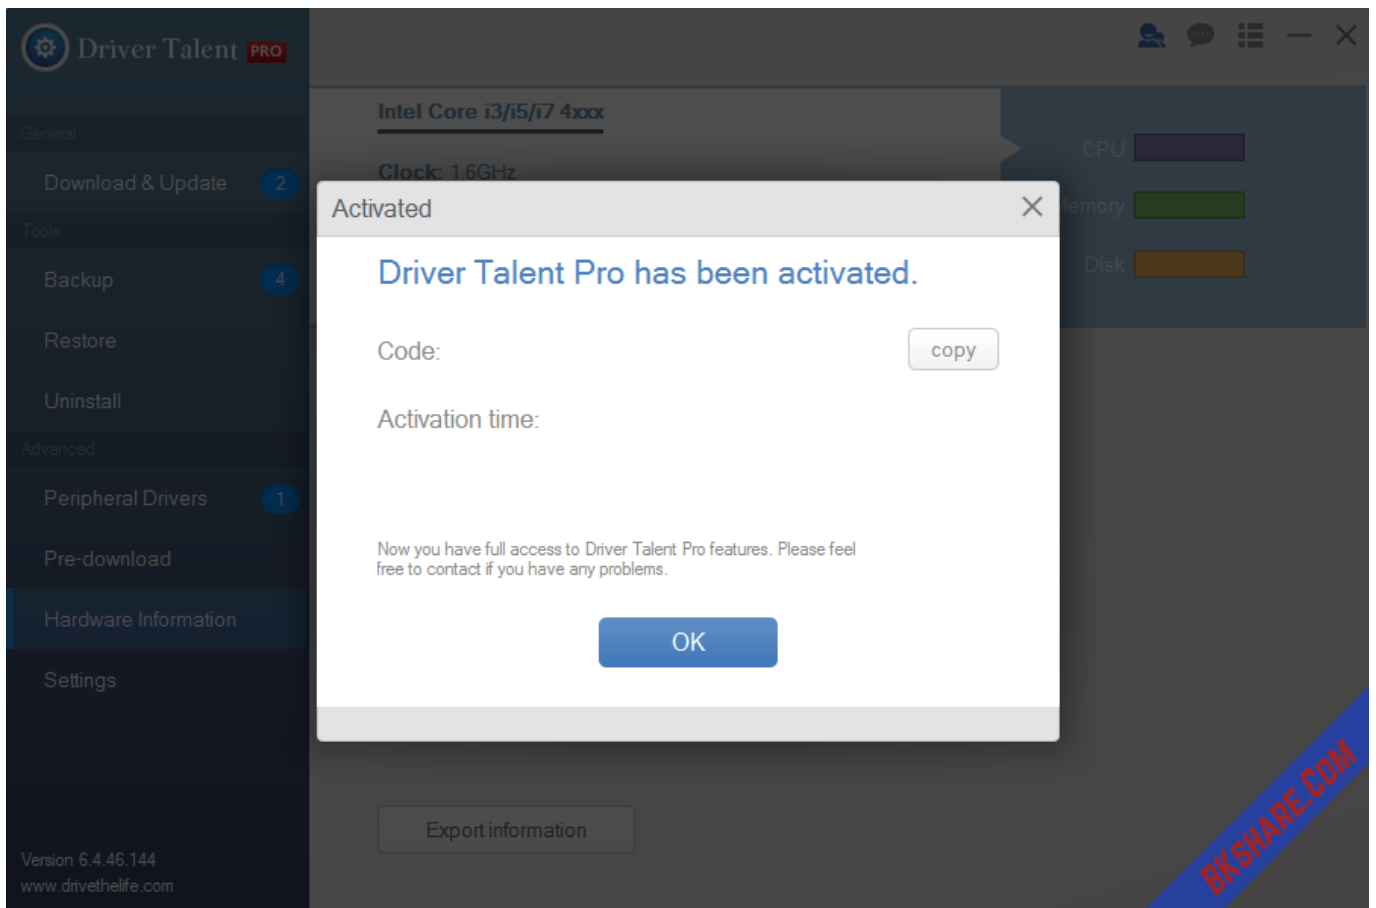 Driver Talent PRO
General
Download & Update 2
Tools
Backup 4
Restore
Uninstall
Advanced
Peripheral Drivers 1
Pre-download
Hardware Information
Settings
Version 6.4.46.144
www.drivethelife.com
Intel Core i3/i5/i7 4xxx
Clock: 1.6GHz
CPU
Memory
Disk
Activated
Driver Talent Pro has been activated.
Code:
copy
Activation time:
Now you have full access to Driver Talent Pro features. Please feel
free to contact if you have any problems.
OK
Export information
BKSHARE.COM